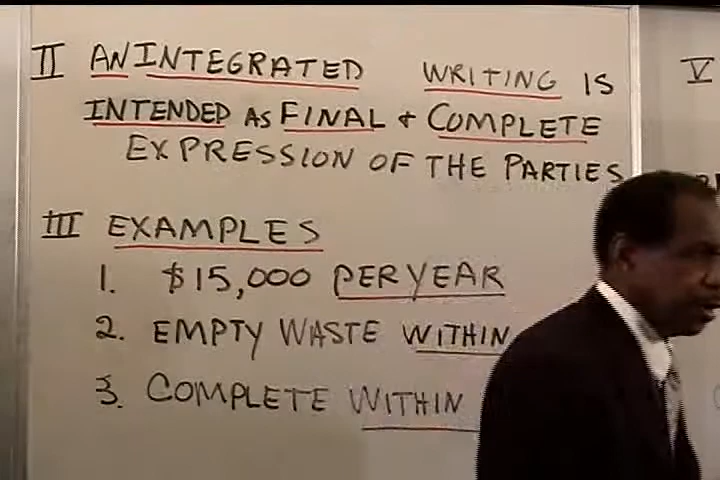 II AN INTEGRATED WRITING IS
INTENDED AS FINAL & COMPLETE
EXPRESSION OF THE PARTIES
III EXAMPLES
1. $15,000 PER YEAR
2. EMPTY WASTE WITHIN
3. COMPLETE WITHIN
V